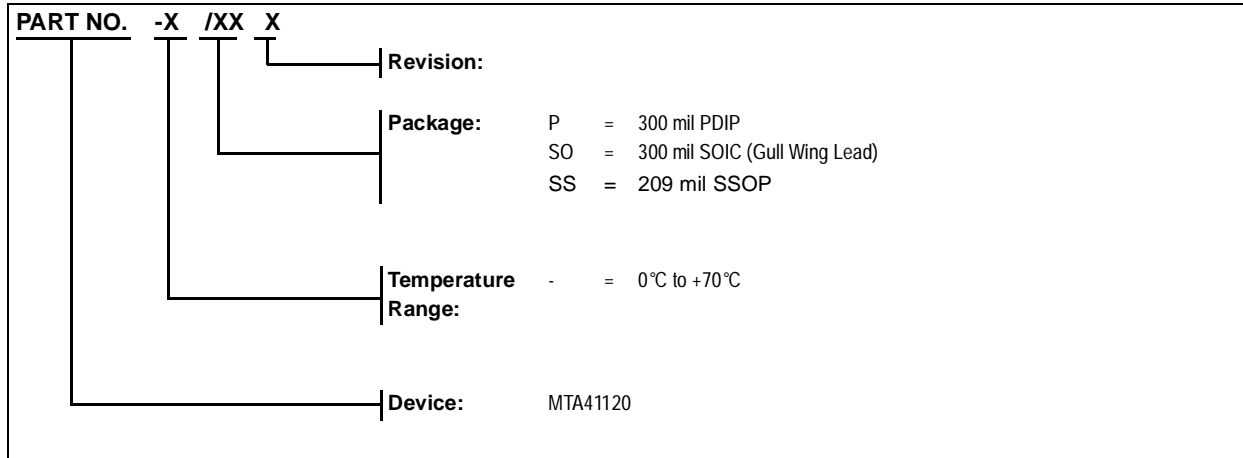 PART NO. -X /XX X
Revision:
Package: P = 300 mil PDIP
SO = 300 mil SOIC (Gull Wing Lead)
SS = 209 mil SSOP
Temperature - = 0°C to +70°C
Range:
Device: MTA41120